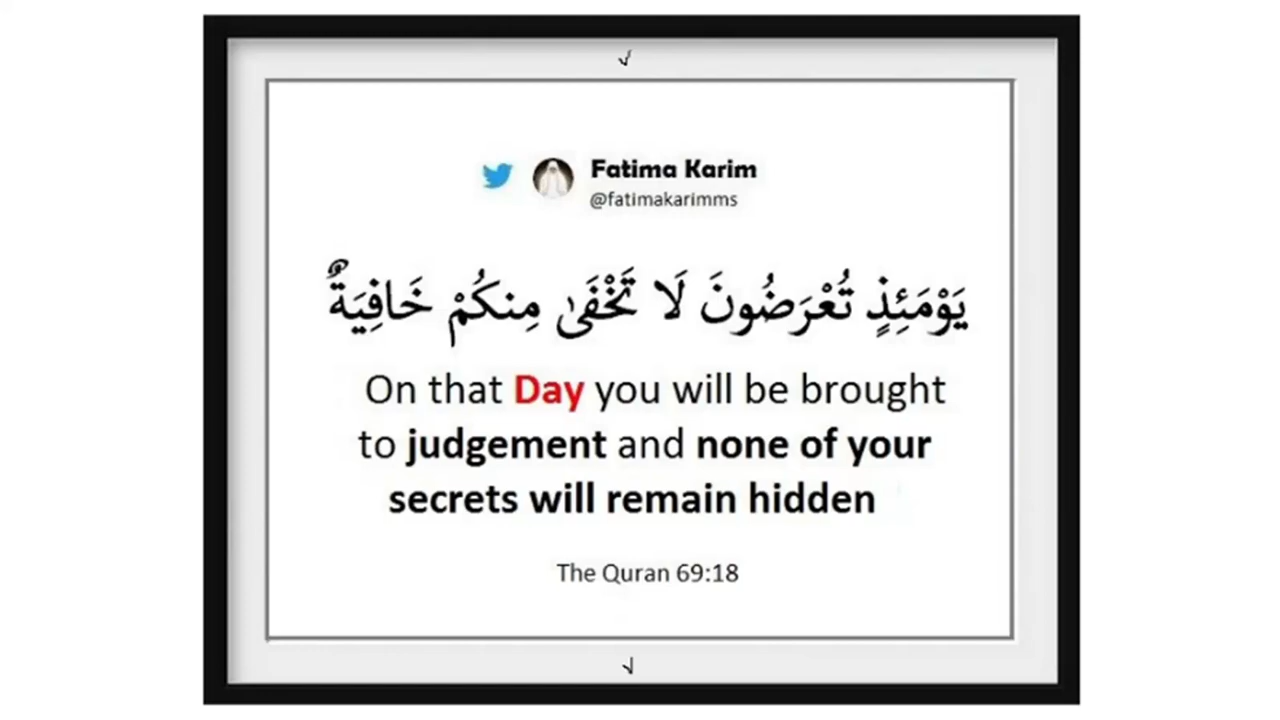 Fatima Karim
@fatimakarimms
يَوْمَئِذٍ تُعْرَضُونَ لَا تَخْفَىٰ مِنكُمْ خَافِيَةٌ
On that Day you will be brought
to judgement and none of your
secrets will remain hidden
The Quran 69:18